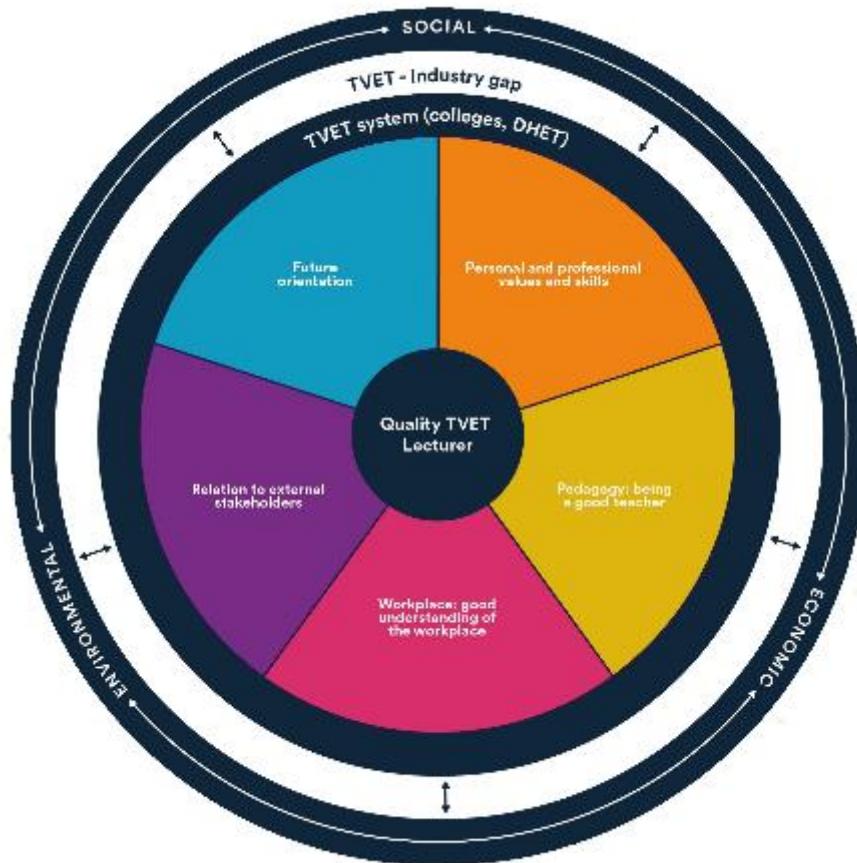 SOCIAL
TVET - Industry gap
TVET system (colleges, DHET)
Future
orientation
Personal and professional
values and skills
Quality TVET
Lecturer
Relation to external
stakeholders
Pedagogy: being
a good teacher
Workplace: good
understanding of
the workplace
ENVIRONMENTAL
ECONOMIC